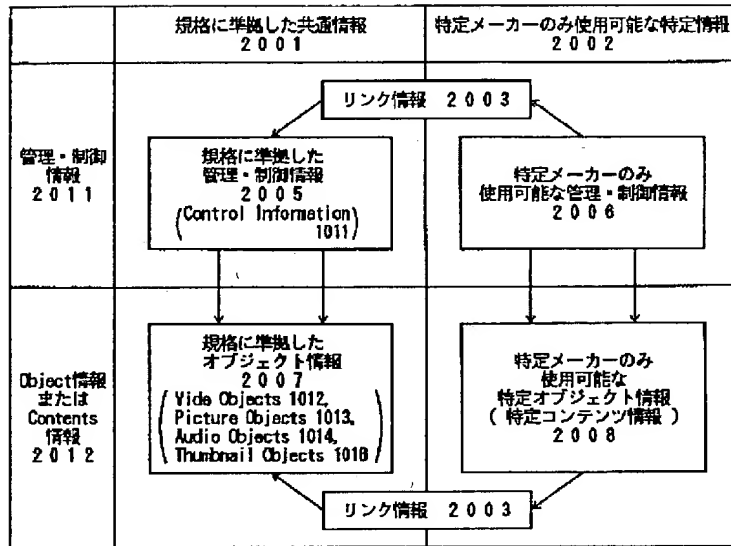 規格に準拠した共通情報
2001
特定メーカーのみ使用可能な特定情報
2002
リンク情報 2003
管理・制御
情報
2011
規格に準拠した
管理・制御情報
2005
(Control Information
1011)
特定メーカーのみ
使用可能な管理・制御情報
2006
Object情報
または
Contents
情報
2012
規格に準拠した
オブジェクト情報
2007
(Vide Objects 1012,
Picture Objects 1013,
Audio Objects 1014,
Thumbnail Objects 1016)
特定メーカーのみ
使用可能な
特定オブジェクト情報
(特定コンテンツ情報)
2008
リンク情報 2003